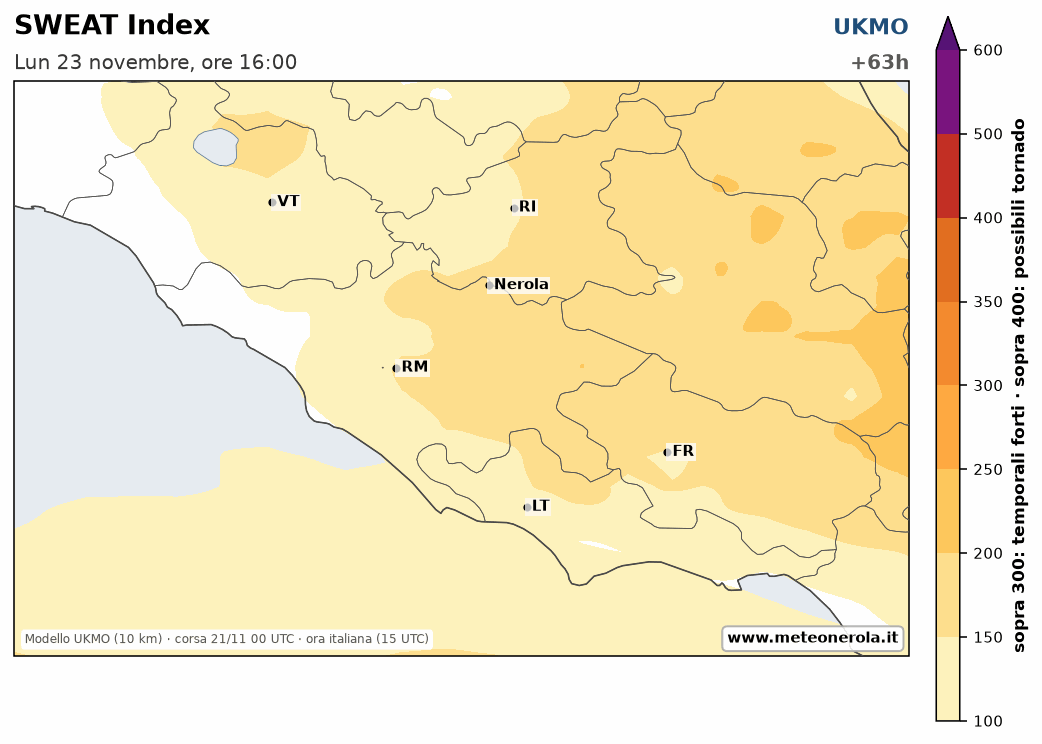 SWEAT Index
UKMO
Lun 23 novembre, ore 16:00
+63h
VT
RI
Nerola
RM
FR
LT
Modello UKMO (10 km) · corsa 21/11 00 UTC · ora italiana (15 UTC)
www.meteonerola.it
600
500
400
350
300
250
200
150
100
sopra 300: temporali forti · sopra 400: possibili tornado